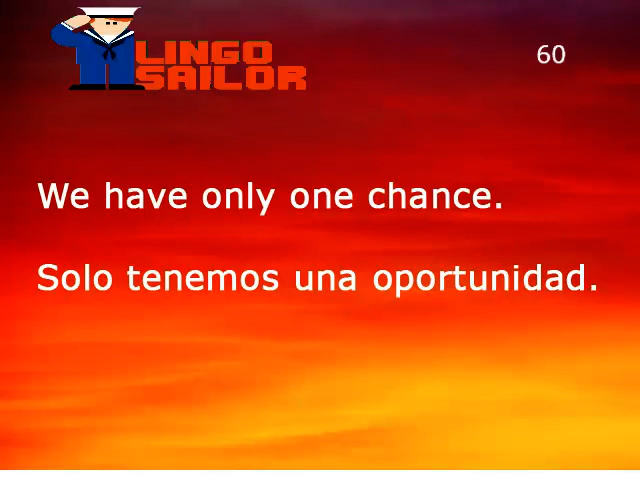 LINGO
SAILOR
60
We have only one chance.
Solo tenemos una oportunidad.